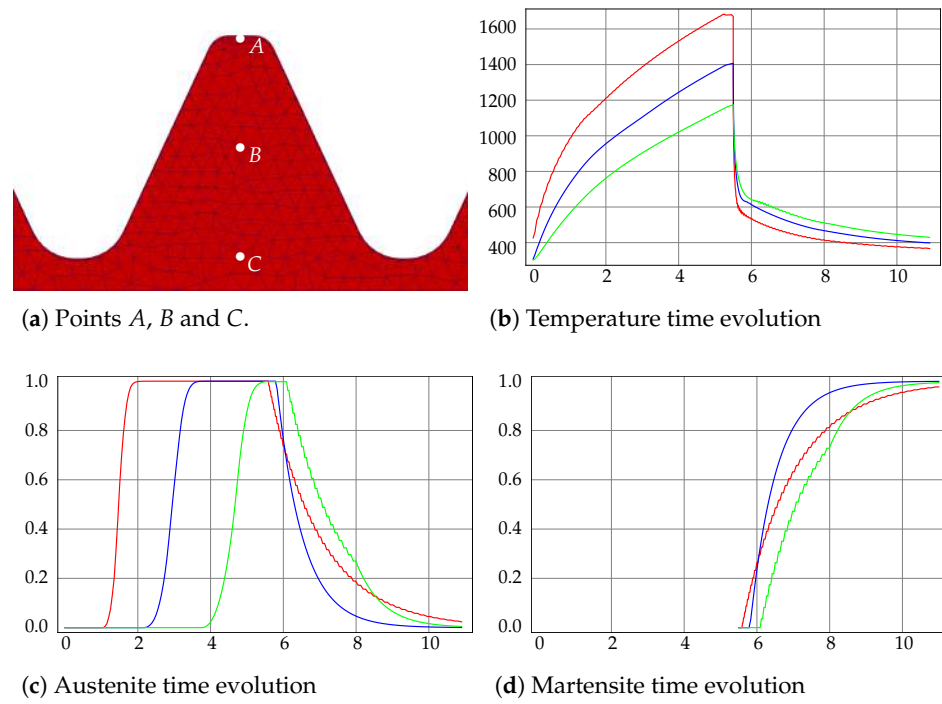 A
B
C
(a) Points A, B and C.
1600
1400
1200
1000
800
600
400
0 2 4 6 8 10
(b) Temperature time evolution
1.0
0.8
0.6
0.4
0.2
0.0
0 2 4 6 8 10
(c) Austenite time evolution
1.0
0.8
0.6
0.4
0.2
0.0
0 2 4 6 8 10
(d) Martensite time evolution